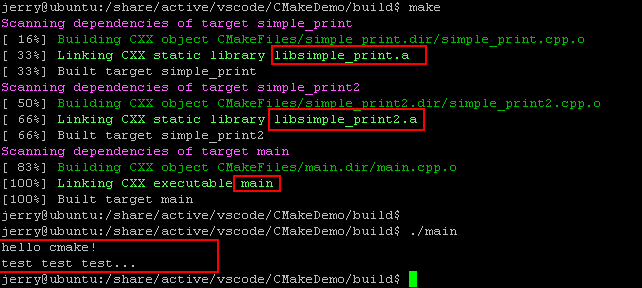 jerry@ubuntu:/share/active/vscode/CMakeDemo/build$ make
Scanning dependencies of target simple_print
[ 16%] Building CXX object CMakeFiles/simple_print.dir/simple_print.cpp.o
[ 33%] Linking CXX static library libsimple_print.a
[ 33%] Built target simple_print
Scanning dependencies of target simple_print2
[ 50%] Building CXX object CMakeFiles/simple_print2.dir/simple_print2.cpp.o
[ 66%] Linking CXX static library libsimple_print2.a
[ 66%] Built target simple_print2
Scanning dependencies of target main
[ 83%] Building CXX object CMakeFiles/main.dir/main.cpp.o
[100%] Linking CXX executable main
[100%] Built target main
jerry@ubuntu:/share/active/vscode/CMakeDemo/build$
jerry@ubuntu:/share/active/vscode/CMakeDemo/build$ ./main
hello cmake!
test test test...
jerry@ubuntu:/share/active/vscode/CMakeDemo/build$